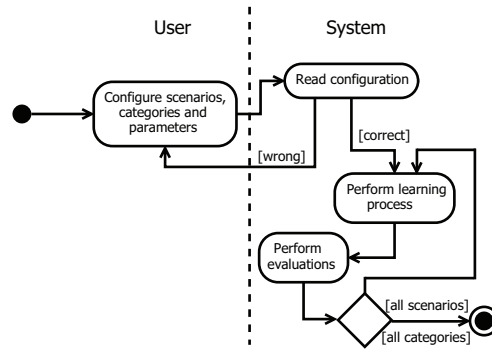 User
System
Read configuration
Configure scenarios,
categories and
parameters
[correct]
[wrong]
Perform learning
process
Perform
evaluations
[all scenarios]
[all categories]